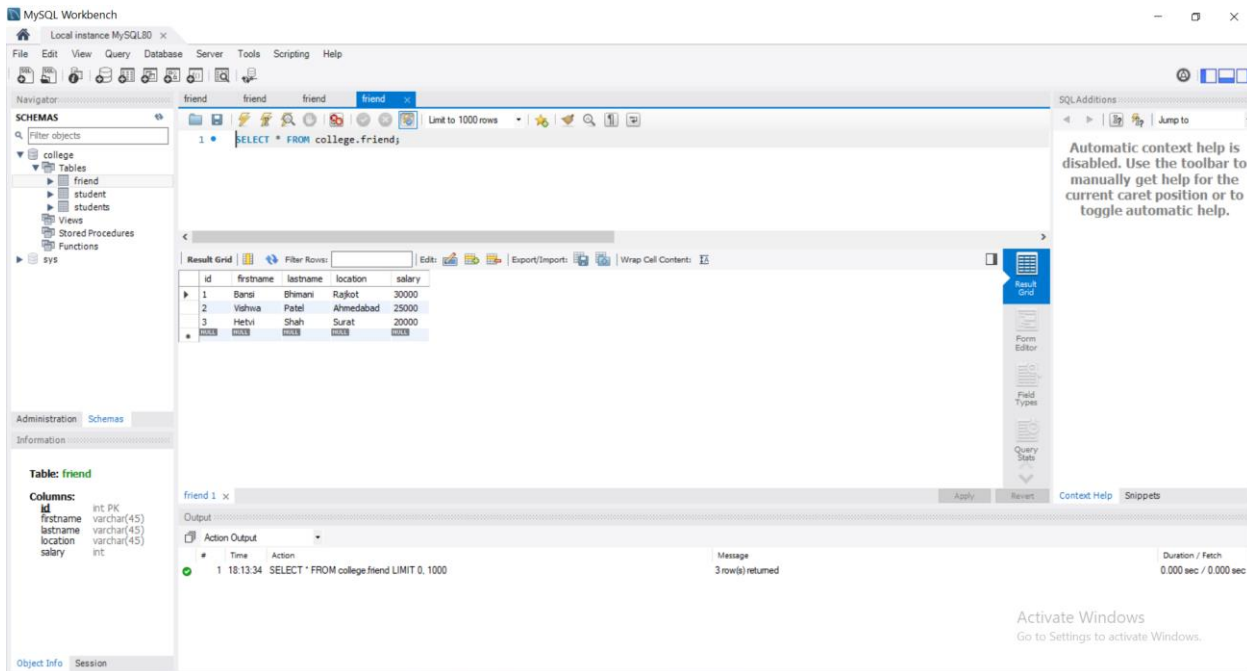 MySQL Workbench
Local instance MySQL80
File Edit View Query Database Server Tools Scripting Help
Navigator
SCHEMAS
Filter objects
college
Tables
friend
student
students
Views
Stored Procedures
Functions
sys
Administration Schemas
Information
Table: friend
Columns:
id int PK
firstname varchar(45)
lastname varchar(45)
location varchar(45)
salary int
Object Info Session
friend friend friend friend
Limit to 1000 rows
1 SELECT * FROM college.friend;
Result Grid Filter Rows: Edit: Export/Import: Wrap Cell Content:
id firstname lastname location salary
1 Bansi Bhimani Rajkot 30000
2 Vishwa Patel Ahmedabad 25000
3 Hetvi Shah Surat 20000
NULL NULL NULL NULL NULL
Result
Grid
Form
Editor
Field
Types
Query
Stats
friend 1 Apply Revert
Output
Action Output
# Time Action Message Duration / Fetch
1 18:13:34 SELECT * FROM college.friend LIMIT 0, 1000 3 row(s) returned 0.000 sec / 0.000 sec
SQLAdditions
Jump to
Automatic context help is
disabled. Use the toolbar to
manually get help for the
current caret position or to
toggle automatic help.
Context Help Snippets
Activate Windows
Go to Settings to activate Windows.